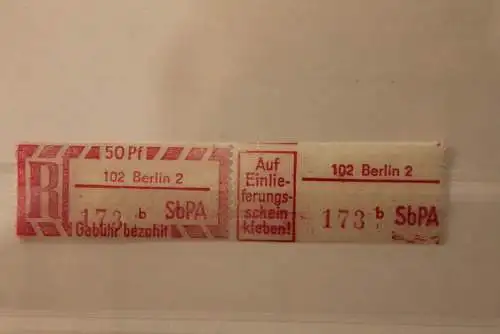 R
50 Pf
102 Berlin 2
173 b SbPA
Gebühr bezahlt
Auf
Einlie-
ferungs-
schein
kleben!
102 Berlin 2
173 b SbPA